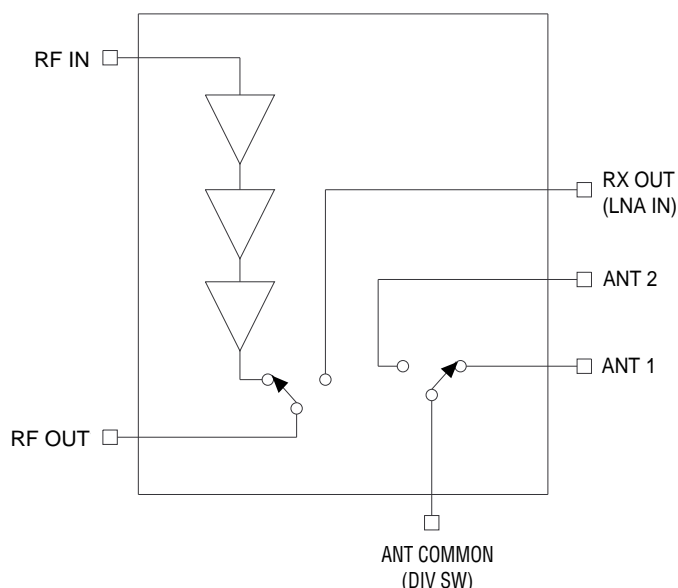 RF IN
RX OUT
(LNA IN)
ANT 2
ANT 1
RF OUT
ANT COMMON
(DIV SW)